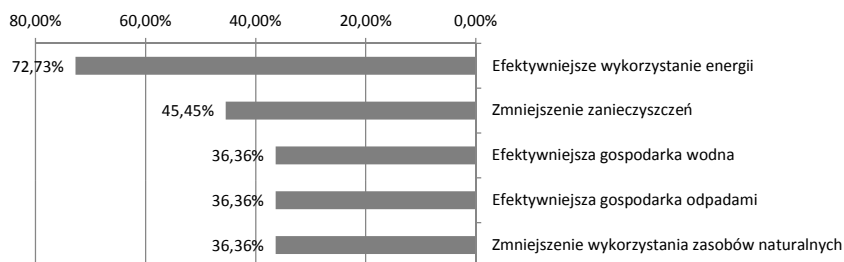 80,00% 60,00% 40,00% 20,00% 0,00%
72,73% Efektywniejsze wykorzystanie energii
45,45% Zmniejszenie zanieczyszczeń
36,36% Efektywniejsza gospodarka wodna
36,36% Efektywniejsza gospodarka odpadami
36,36% Zmniejszenie wykorzystania zasobów naturalnych